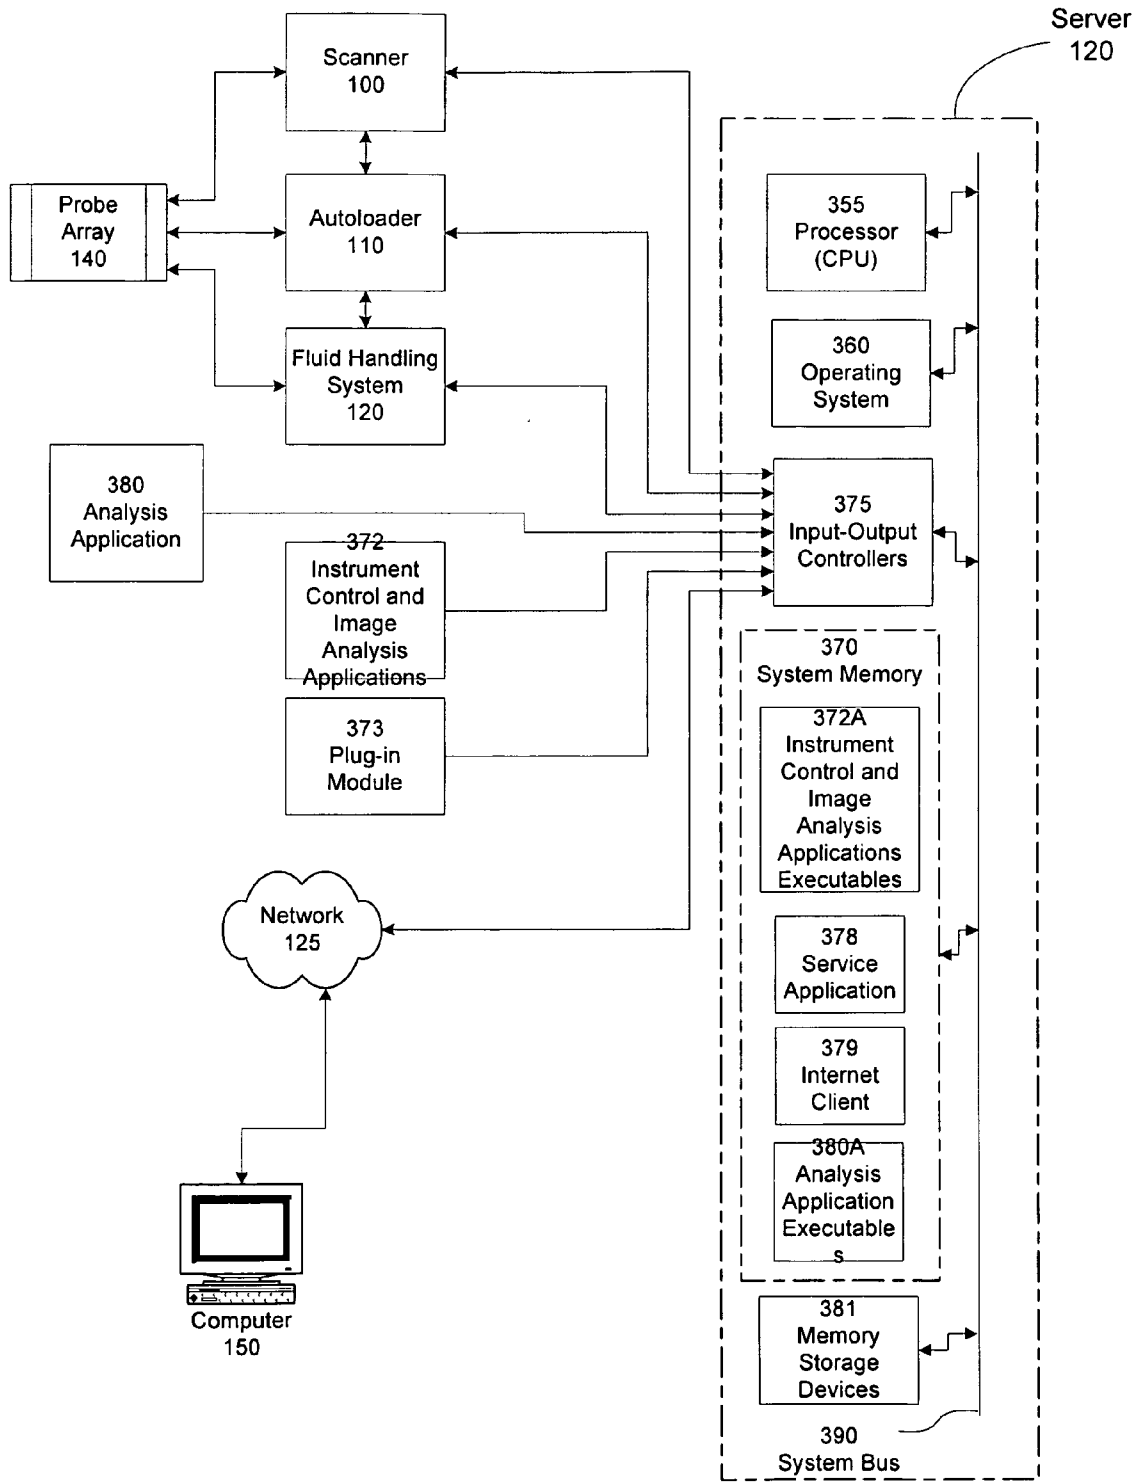 Server
120
Scanner
100
Probe
Array
140
Autoloader
110
Fluid Handling
System
120
380
Analysis
Application
372
Instrument
Control and
Image
Analysis
Applications
373
Plug-in
Module
Network
125
Computer
150
355
Processor
(CPU)
360
Operating
System
375
Input-Output
Controllers
370
System Memory
372A
Instrument
Control and
Image
Analysis
Applications
Executables
378
Service
Application
379
Internet
Client
380A
Analysis
Application
Executable
s
381
Memory
Storage
Devices
390
System Bus